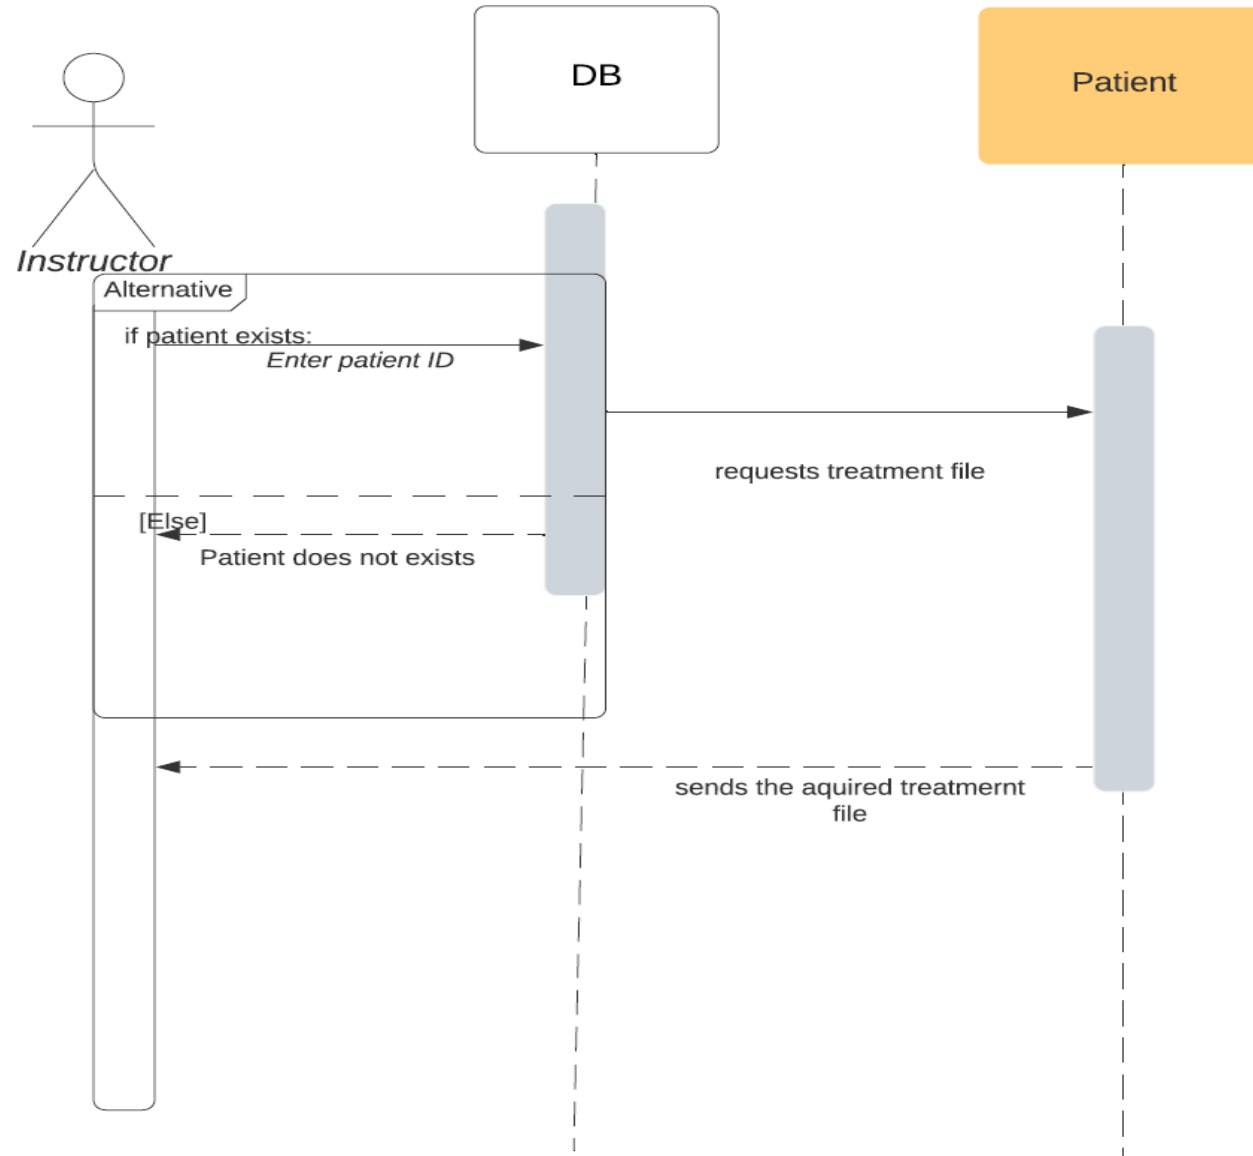 DB
Patient
Instructor
Alternative
if patient exists:
Enter patient ID
requests treatment file
[Else]
Patient does not exists
sends the aquired treatmernt
file